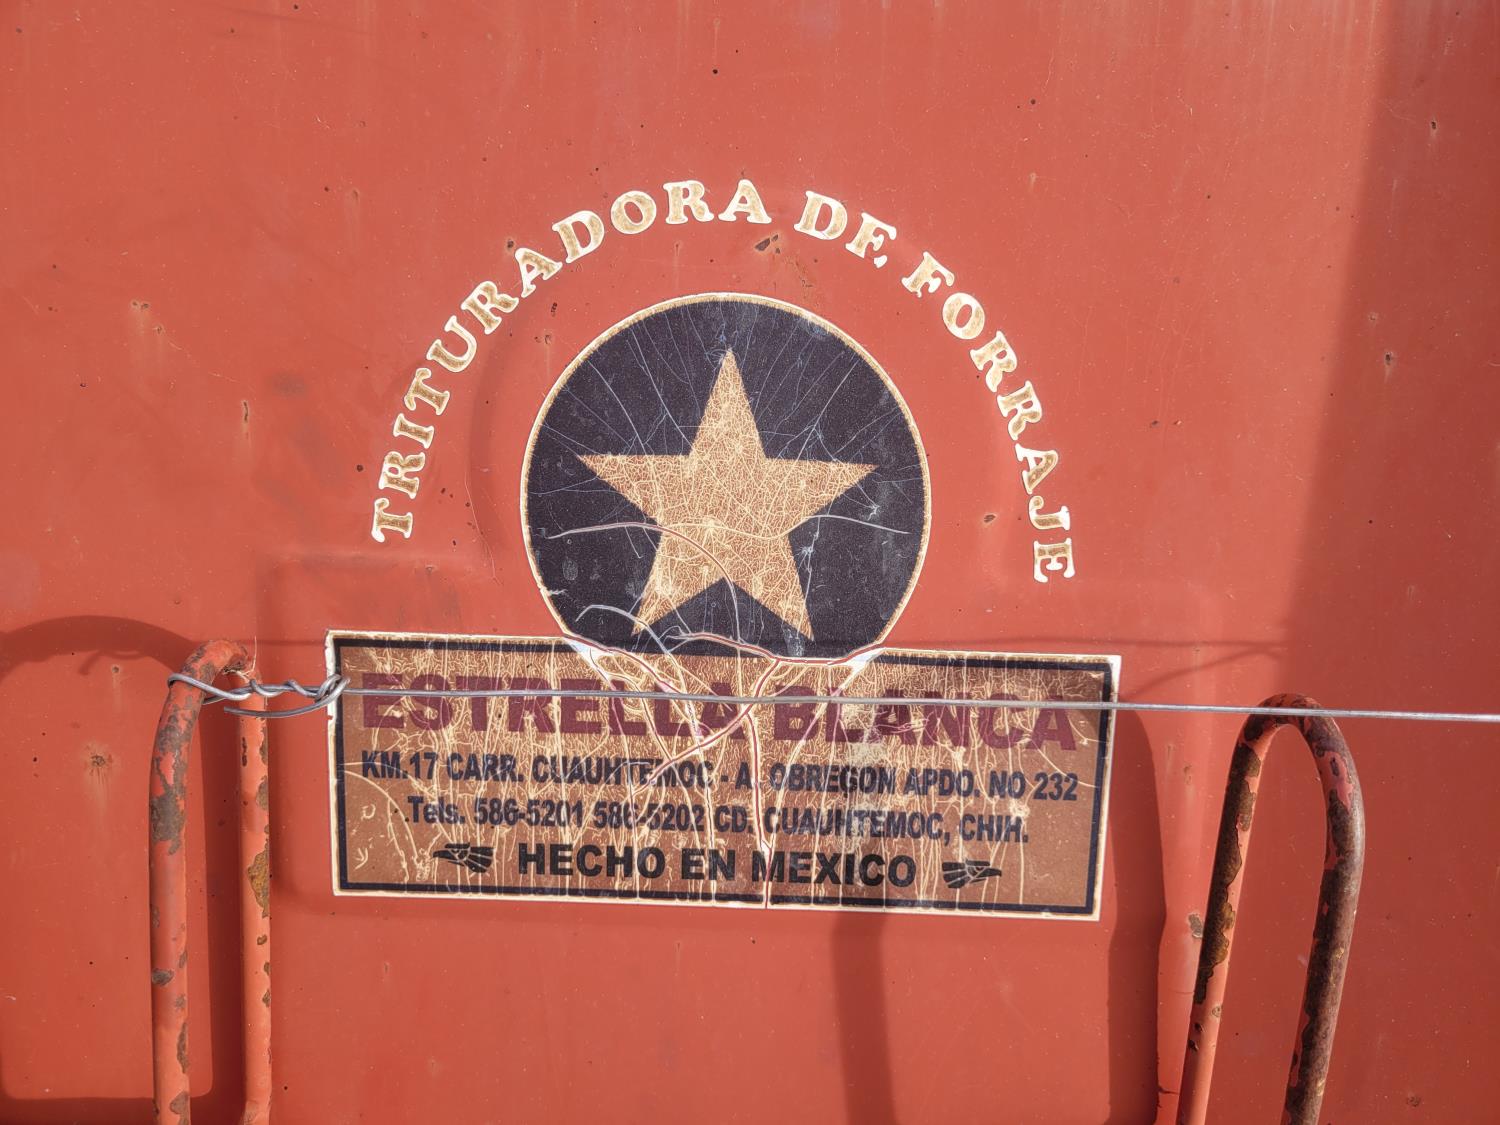 TRITURADORA DE FORRAJE
ESTRELLA BLANCA
KM.17 CARR. CUAUHTEMOC - A. OBREGON APDO. NO 232
Tels. 586-5201 586-5202 CD. CUAUHTEMOC, CHIH.
HECHO EN MEXICO